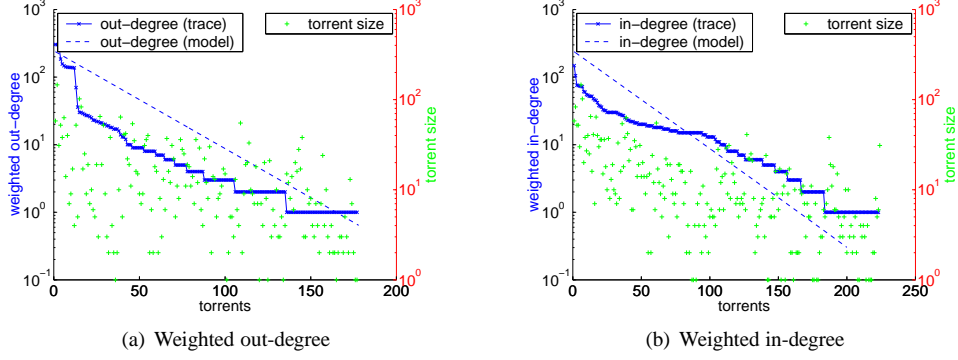 out−degree (trace)
out−degree (model)
torrent size
10^3
10^2
10^1
10^0
10^−1
weighted out−degree
10^3
10^2
10^1
10^0
torrent size
0
50
100
150
200
torrents
(a) Weighted out-degree
in−degree (trace)
in−degree (model)
torrent size
10^3
10^2
10^1
10^0
10^−1
weighted in−degree
10^3
10^2
10^1
10^0
torrent size
0
50
100
150
200
250
torrents
(b) Weighted in-degree